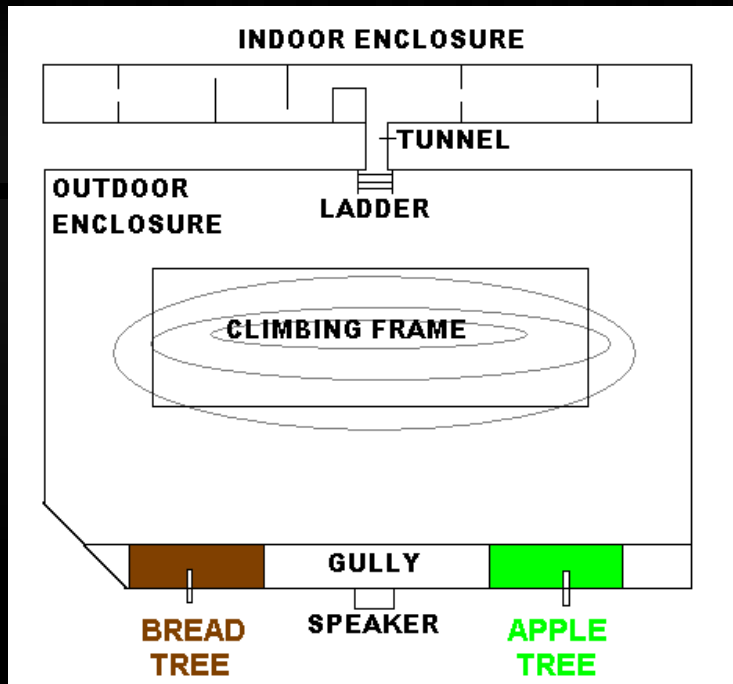 INDOOR ENCLOSURE
TUNNEL
OUTDOOR
ENCLOSURE
LADDER
CLIMBING FRAME
GULLY
SPEAKER
BREAD
TREE
APPLE
TREE